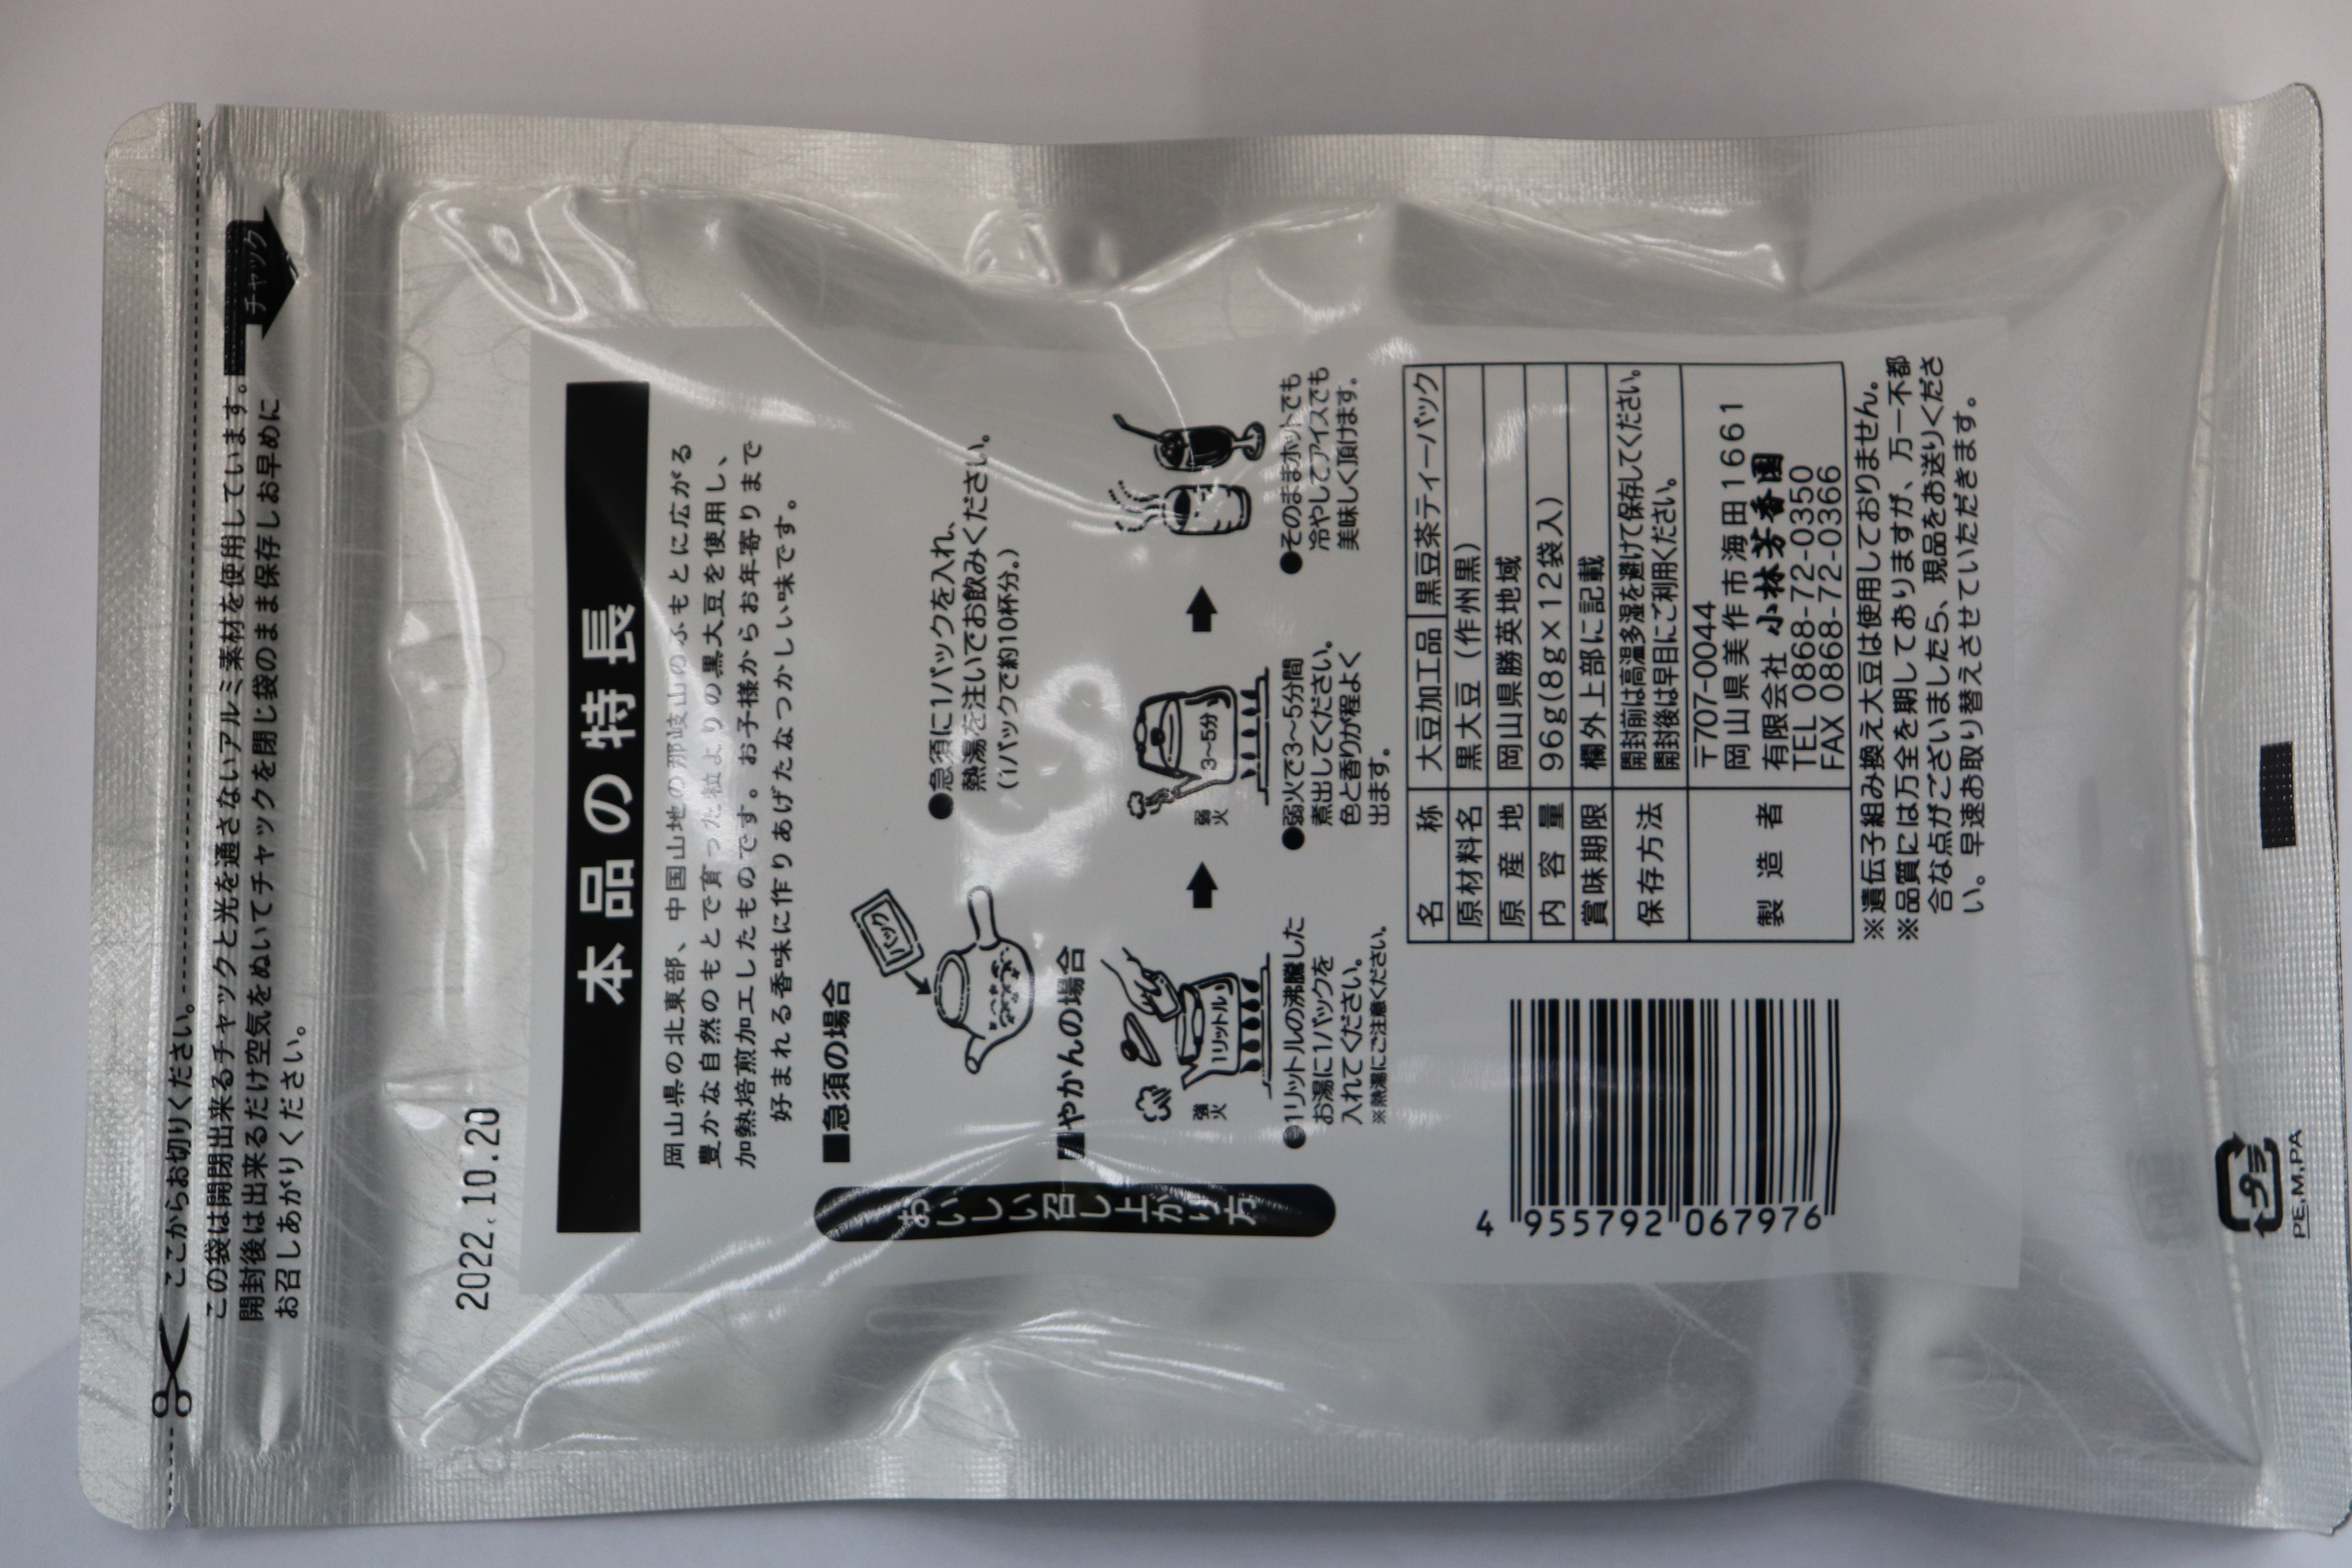 ここからお切りください。
この袋は開閉出来るチャックと光を通さないアルミ素材を使用しています。
開封後は出来るだけ空気をぬいてチャックを閉じ袋のまま保存しお早めに
お召しあがりください。
チャック
2022.10.20
本品の特長
岡山県の北東部、中国山地の那岐山のふもとに広がる
豊かな自然のもとで育った粒よりの黒大豆を使用し、
加熱焙煎加工したものです。お子様からお年寄りまで
好まれる香味に作りあげたなつかしい味です。
おいしい召し上がり方
■急須の場合
パック
●急須に1パックを入れ、
熱湯を注いでお飲みください。
(1パックで約10杯分。)
■やかんの場合
強火
1リットル
●1リットルの沸騰した
お湯に1パックを
入れてください。
※熱湯にご注意ください。
弱火
3〜5分
●弱火で3〜5分間
煮出してください。
色と香りが程よく
出ます。
●そのままホットでも
冷やしてアイスでも
美味しく頂けます。
名称 大豆加工品 黒豆茶ティーパック
原材料名 黒大豆（作州黒）
原産地 岡山県勝英地域
内容量 96g(8g×12袋入)
賞味期限 欄外上部に記載
保存方法 開封前は高温多湿を避けて保存してください。
開封後は早目にご利用ください。
製造者 〒707-0044
岡山県美作市海田1661
有限会社 小林芳香園
TEL 0868-72-0350
FAX 0868-72-0366
※遺伝子組み換え大豆は使用しておりません。
※品質には万全を期しておりますが、万一不都
合な点がございましたら、現品をお送りくださ
い。早速お取り替えさせていただきます。
4 955792 067976
プラ
PE,M,PA